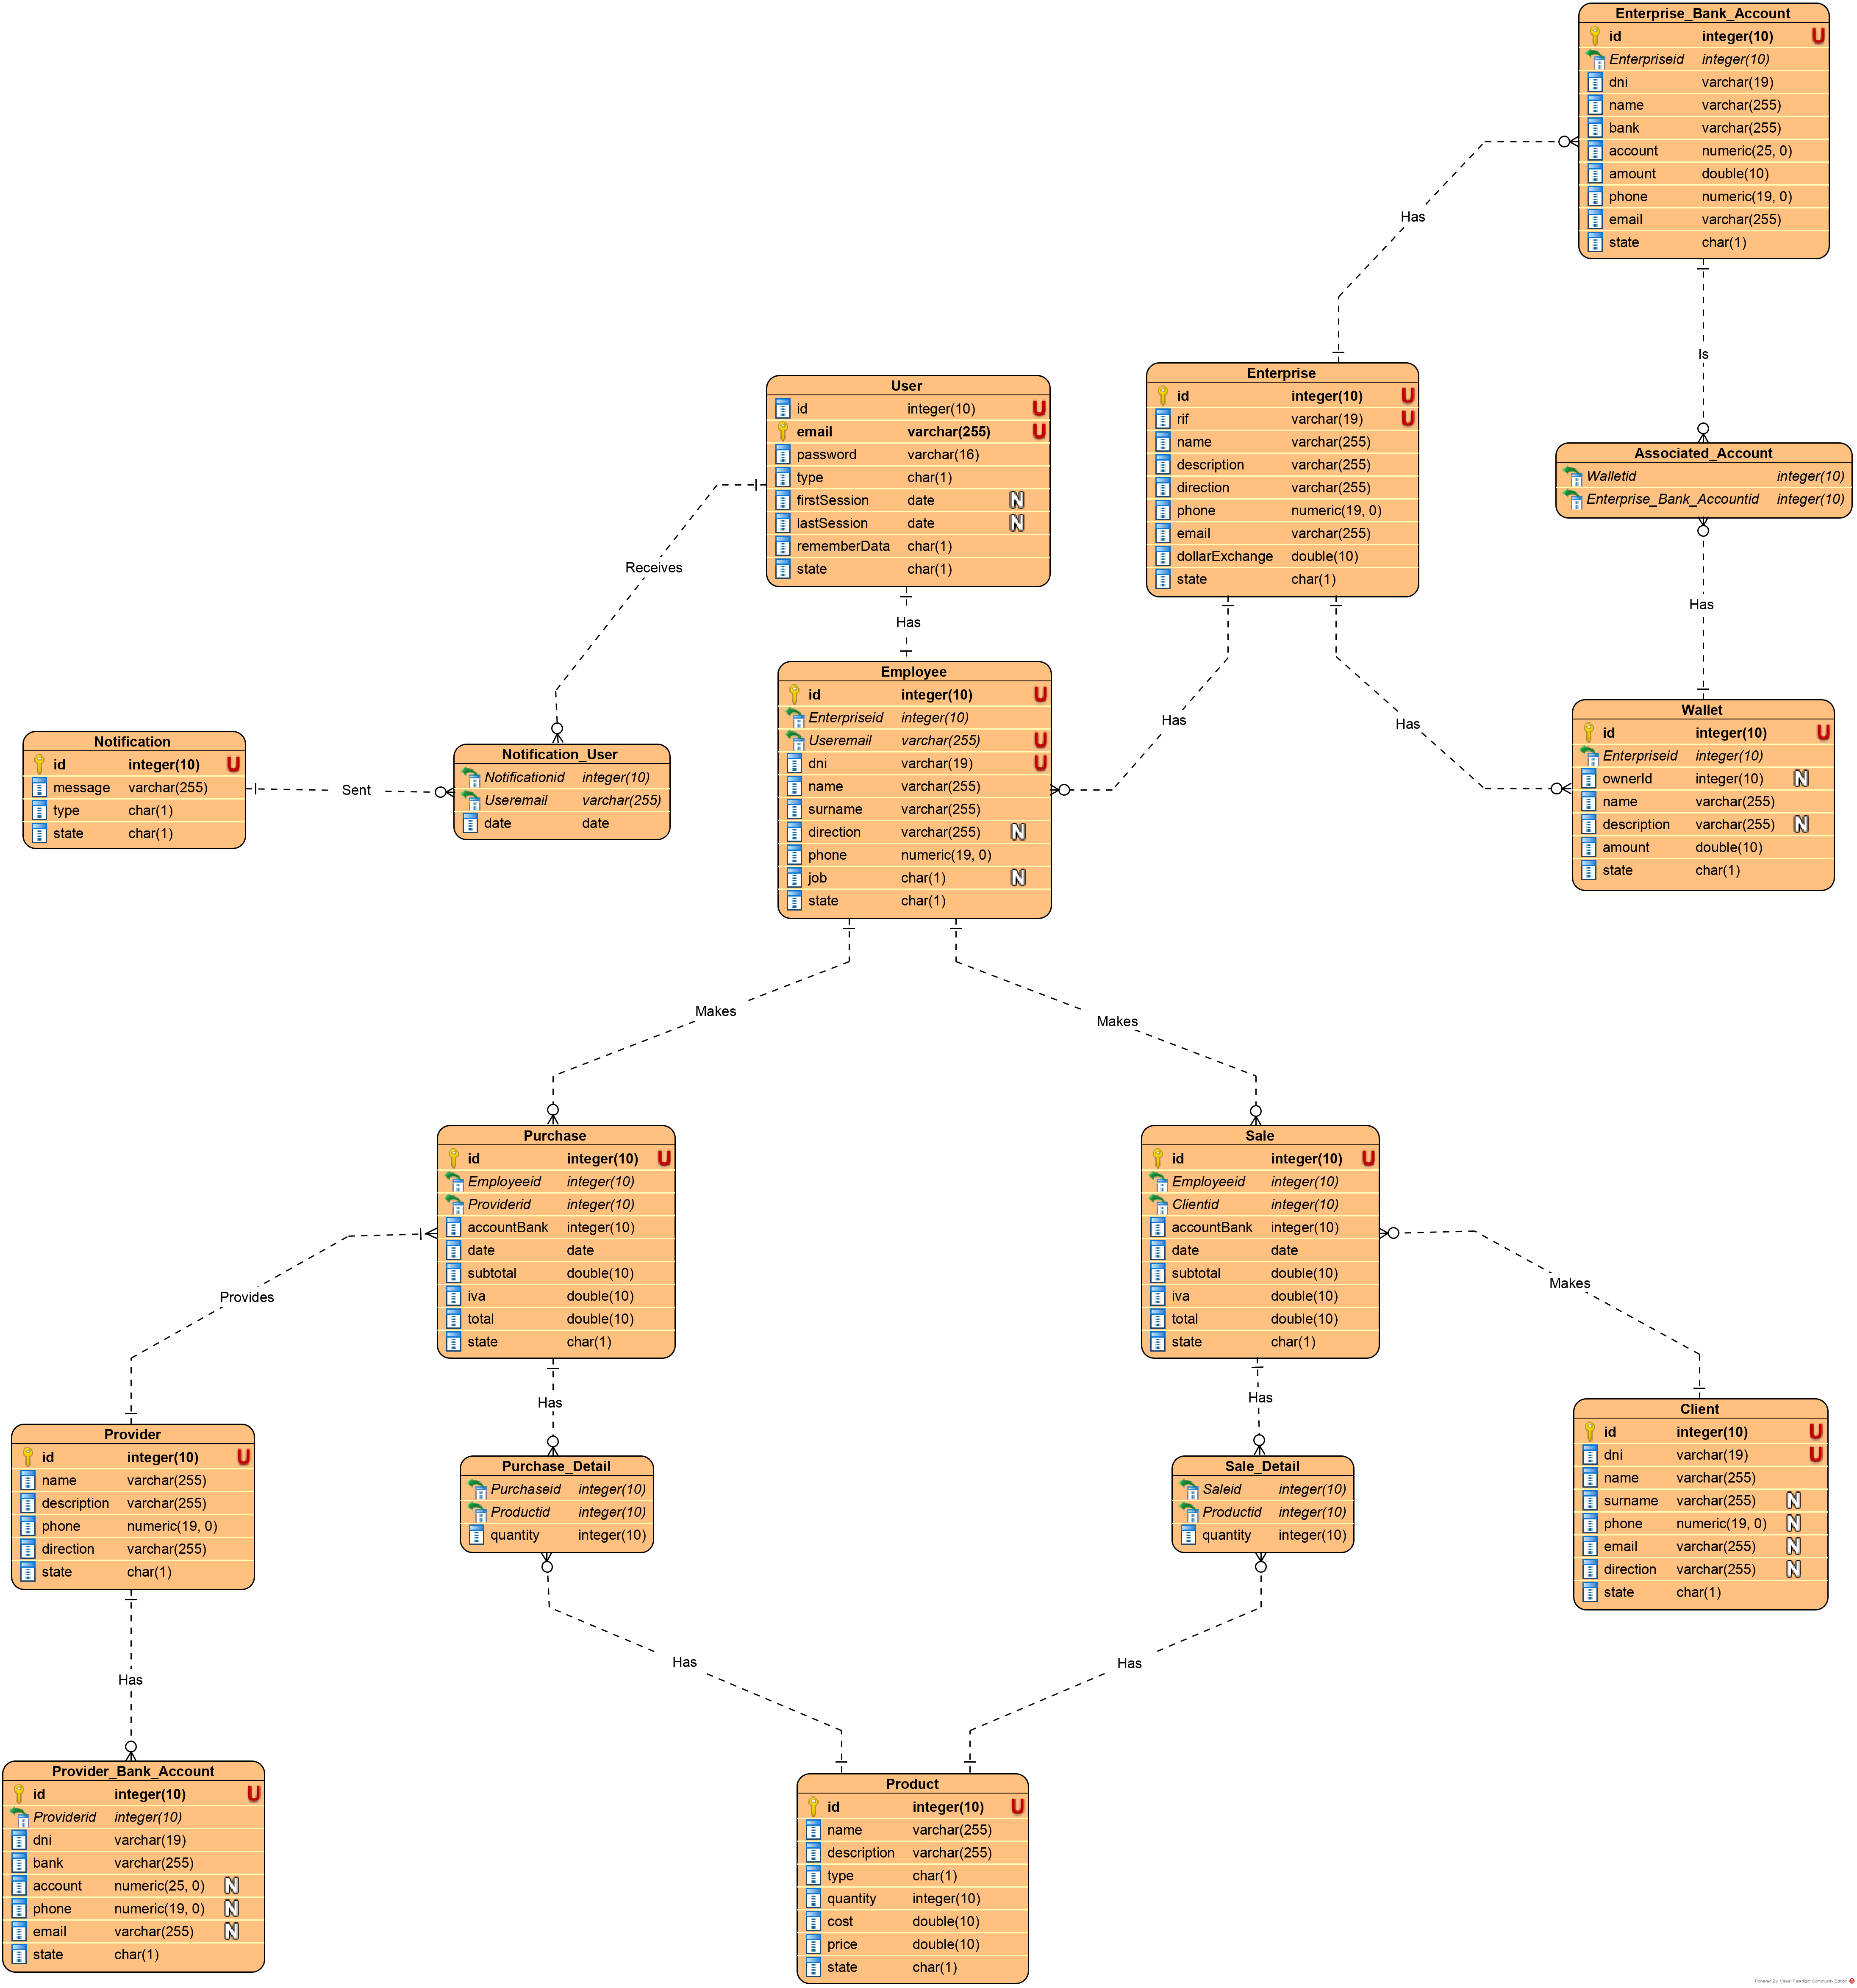 Enterprise_Bank_Account
id integer(10) U
Enterpriseid integer(10)
dni varchar(19)
name varchar(255)
bank varchar(255)
account numeric(25, 0)
amount double(10)
phone numeric(19, 0)
email varchar(255)
state char(1)
Has
Is
User
id integer(10) U
email varchar(255) U
password varchar(16)
type char(1)
firstSession date N
lastSession date N
rememberData char(1)
state char(1)
Enterprise
id integer(10) U
rif varchar(19) U
name varchar(255)
description varchar(255)
direction varchar(255)
phone numeric(19, 0)
email varchar(255)
dollarExchange double(10)
state char(1)
Associated_Account
Walletid integer(10)
Enterprise_Bank_Accountid integer(10)
Receives
Has
Has
Has
Has
Notification
id integer(10) U
message varchar(255)
type char(1)
state char(1)
Sent
Notification_User
Notificationid integer(10)
Useremail varchar(255)
date date
Employee
id integer(10) U
Enterpriseid integer(10)
Useremail varchar(255) U
dni varchar(19) U
name varchar(255)
surname varchar(255)
direction varchar(255) N
phone numeric(19, 0)
job char(1) N
state char(1)
Wallet
id integer(10) U
Enterpriseid integer(10)
ownerId integer(10) N
name varchar(255)
description varchar(255) N
amount double(10)
state char(1)
Makes
Makes
Purchase
id integer(10) U
Employeeid integer(10)
Providerid integer(10)
accountBank integer(10)
date date
subtotal double(10)
iva double(10)
total double(10)
state char(1)
Sale
id integer(10) U
Employeeid integer(10)
Clientid integer(10)
accountBank integer(10)
date date
subtotal double(10)
iva double(10)
total double(10)
state char(1)
Provides
Makes
Has
Has
Provider
id integer(10) U
name varchar(255)
description varchar(255)
phone numeric(19, 0)
direction varchar(255)
state char(1)
Purchase_Detail
Purchaseid integer(10)
Productid integer(10)
quantity integer(10)
Sale_Detail
Saleid integer(10)
Productid integer(10)
quantity integer(10)
Client
id integer(10) U
dni varchar(19) U
name varchar(255)
surname varchar(255) N
phone numeric(19, 0) N
email varchar(255) N
direction varchar(255) N
state char(1)
Has
Has
Has
Provider_Bank_Account
id integer(10) U
Providerid integer(10)
dni varchar(19)
bank varchar(255)
account numeric(25, 0) N
phone numeric(19, 0) N
email varchar(255) N
state char(1)
Product
id integer(10) U
name varchar(255)
description varchar(255)
type char(1)
quantity integer(10)
cost double(10)
price double(10)
state char(1)
Powered By Visual Paradigm Community Edition